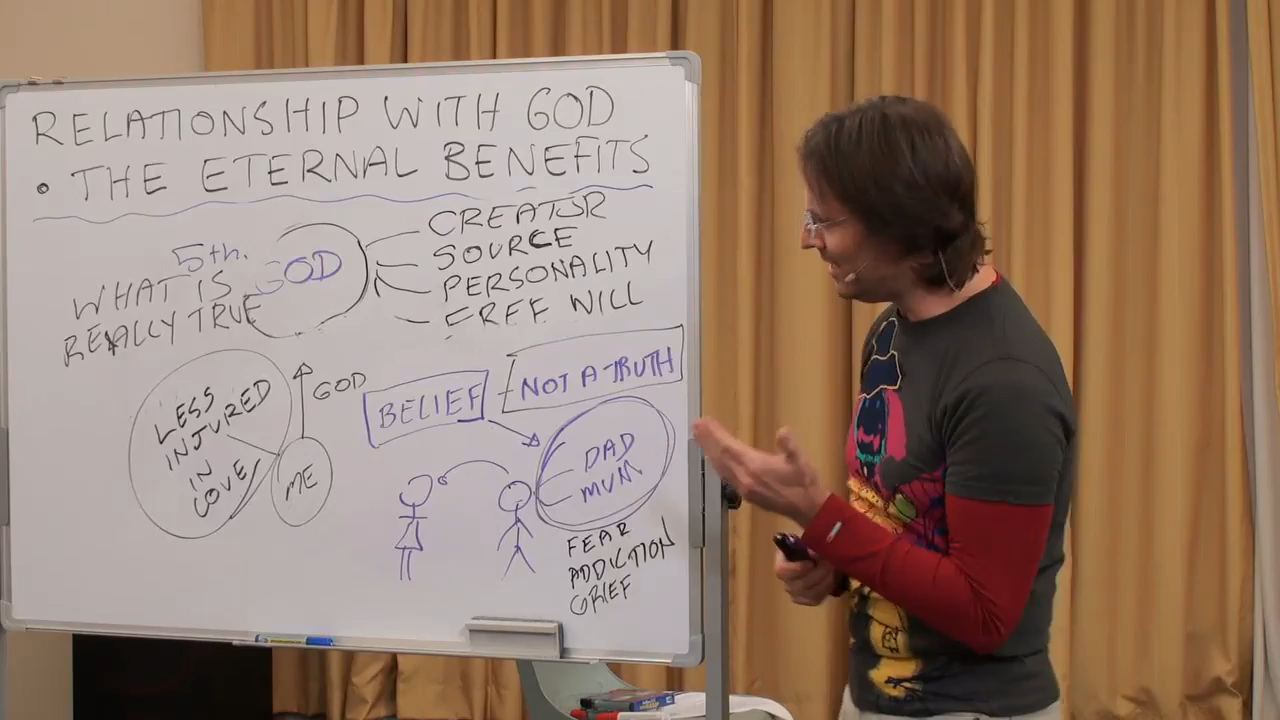 RELATIONSHIP WITH GOD
• THE ETERNAL BENEFITS
5th.
WHAT IS
REALLY TRUE
GOD
CREATOR
SOURCE
PERSONALITY
FREE WILL
LESS
INJURED
IN
LOVE
ME
GOD
BELIEF
NOT A TRUTH
DAD
MUM
FEAR
ADDICTION
GRIEF